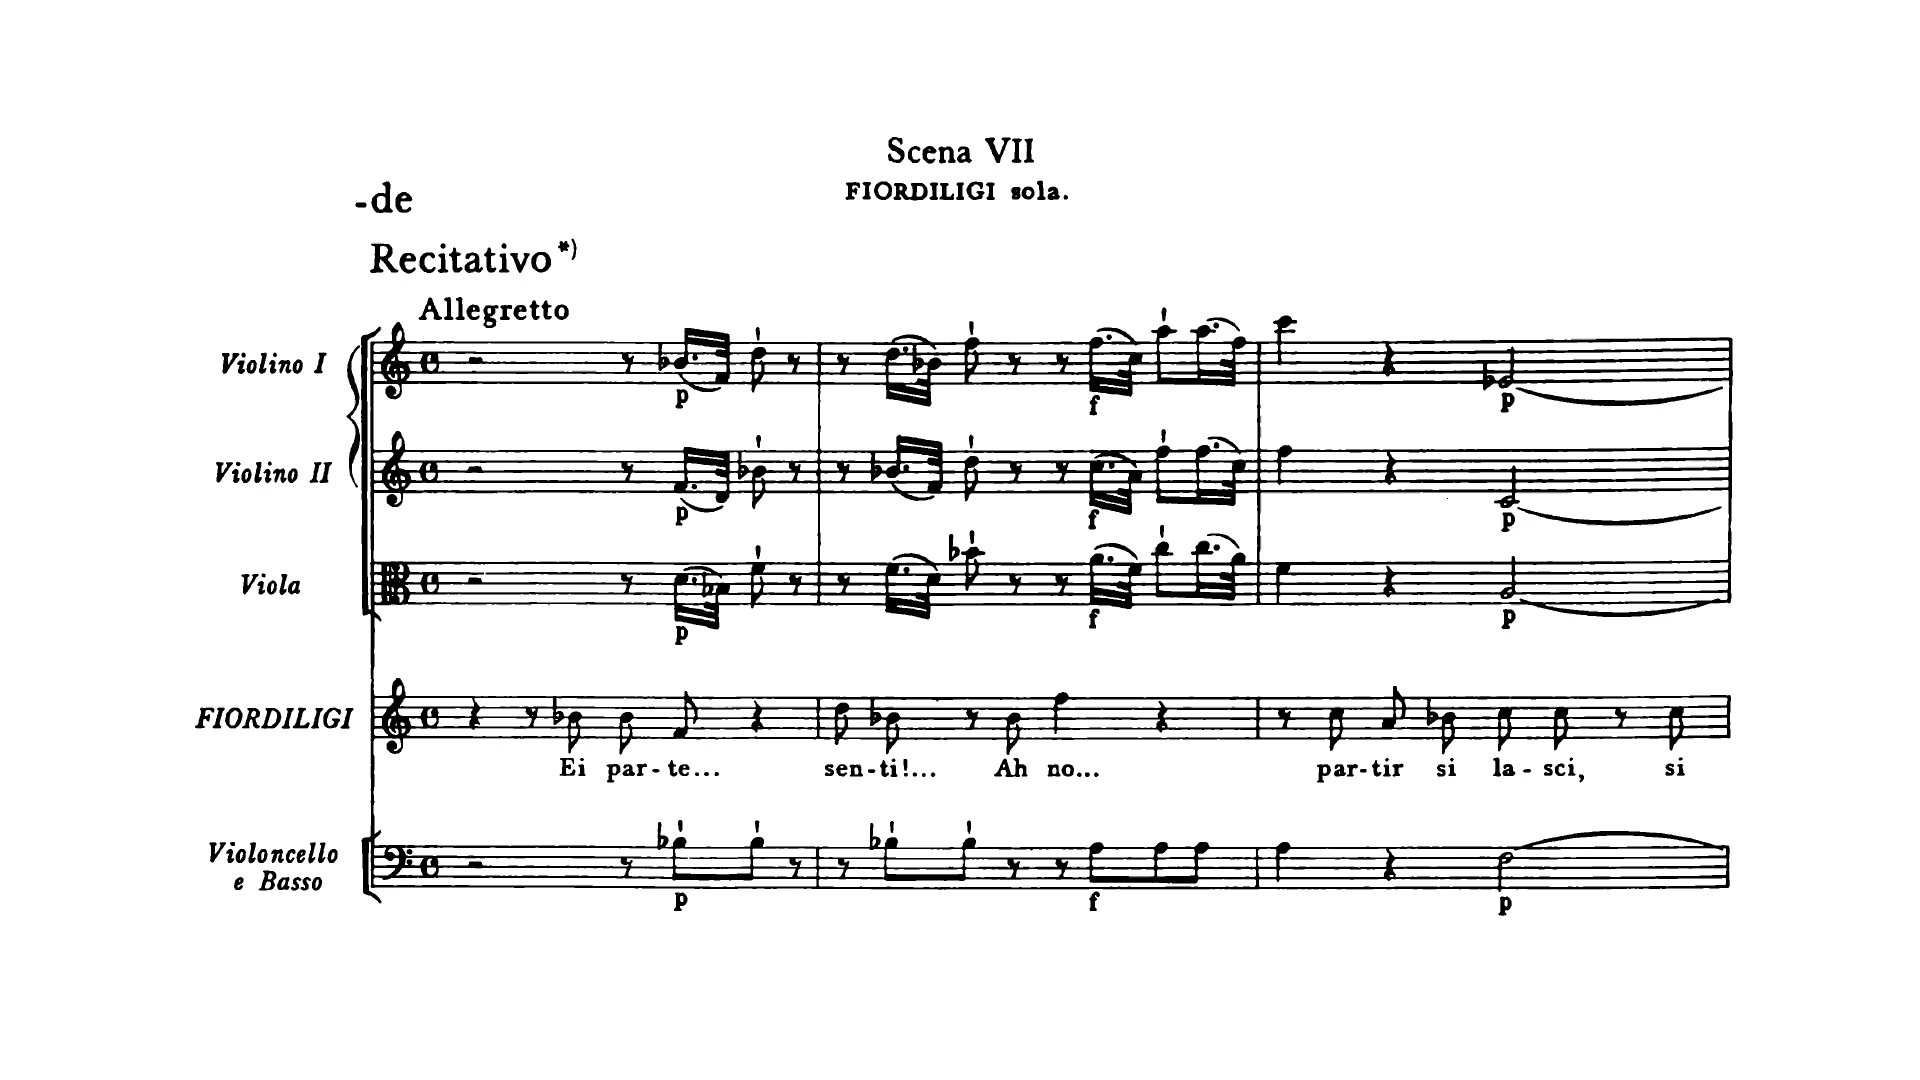 Scena VII
FIORDILIGI sola.
-de
Recitativo *)
Allegretto
Violino I
p f p
Violino II
p f p
Viola
p f p
FIORDILIGI
Ei par-te... sen-ti!... Ah no... par-tir si la-sci, si
Violoncello
e Basso
p f p